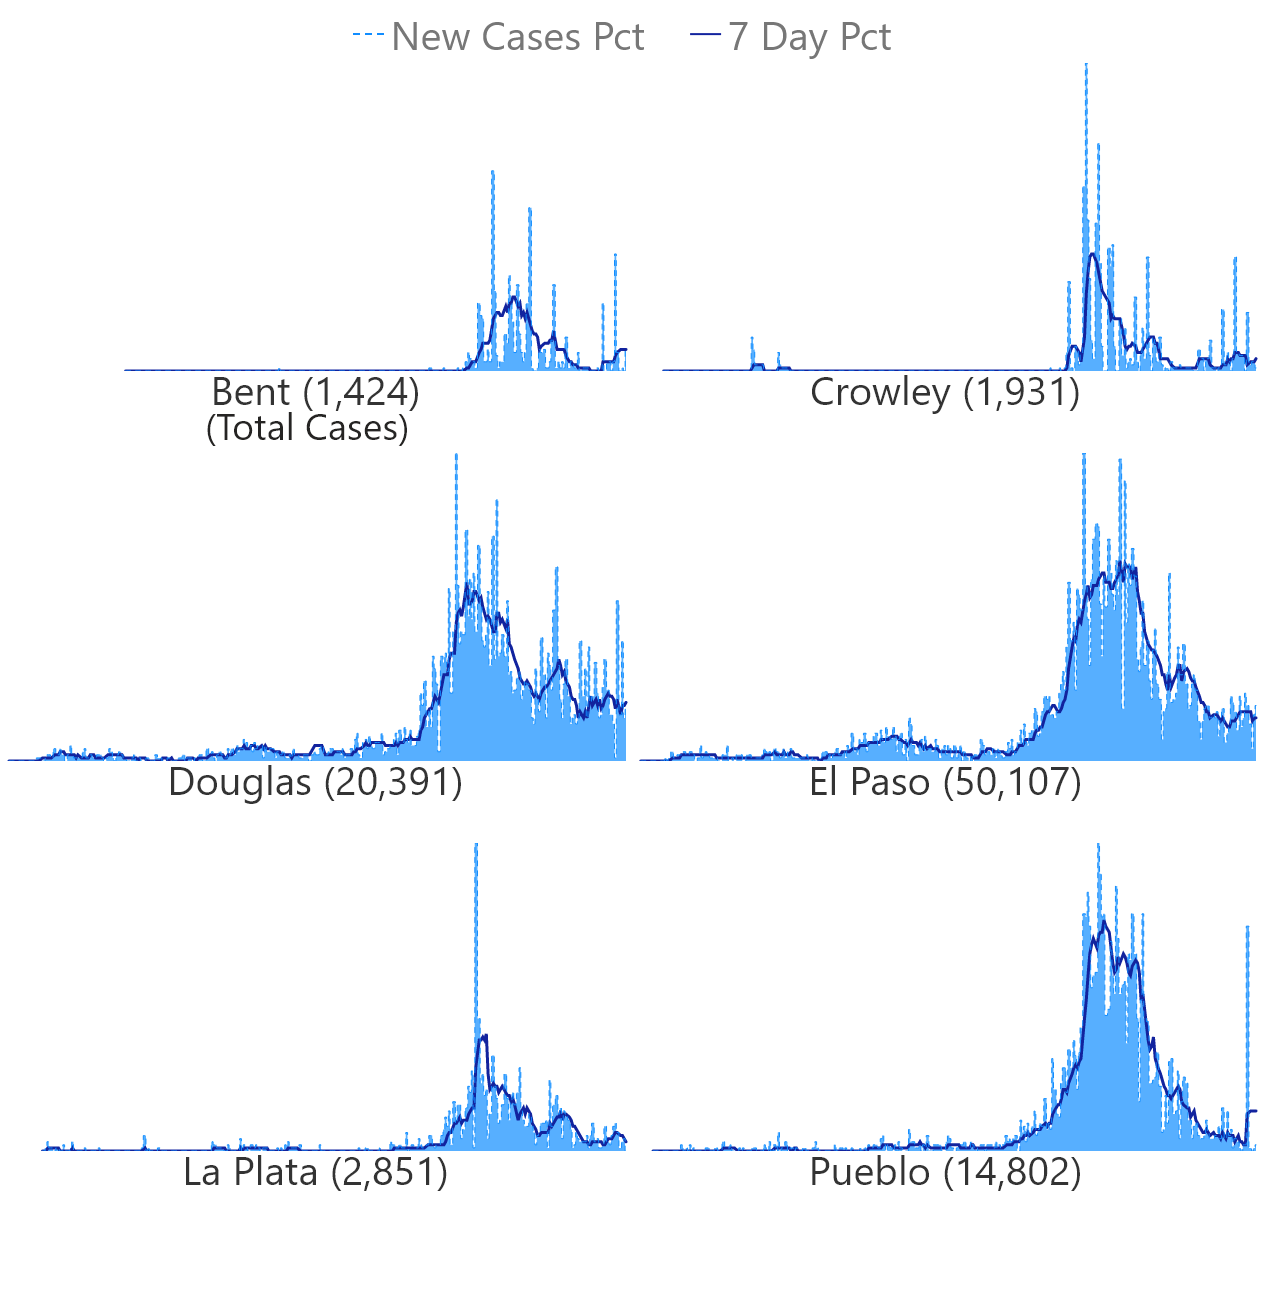 New Cases Pct 7 Day Pct
Bent (1,424) Crowley (1,931)
(Total Cases)
Douglas (20,391) El Paso (50,107)
La Plata (2,851) Pueblo (14,802)